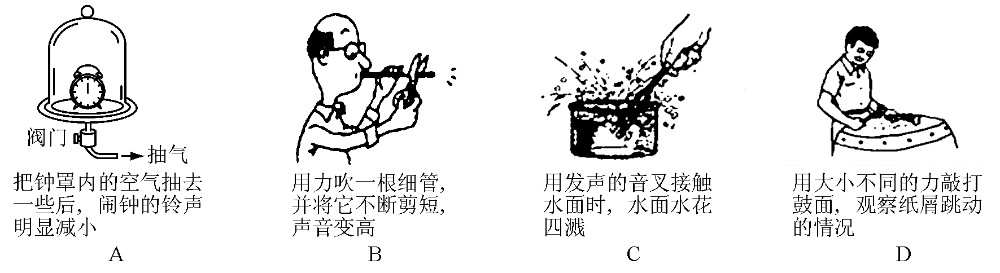 阀门
抽气
把钟罩内的空气抽去
一些后，闹钟的铃声
明显减小
A
用力吹一根细管，
并将它不断剪短，
声音变高
B
用发声的音叉接触
水面时，水面水花
四溅
C
用大小不同的力敲打
鼓面，观察纸屑跳动
的情况
D